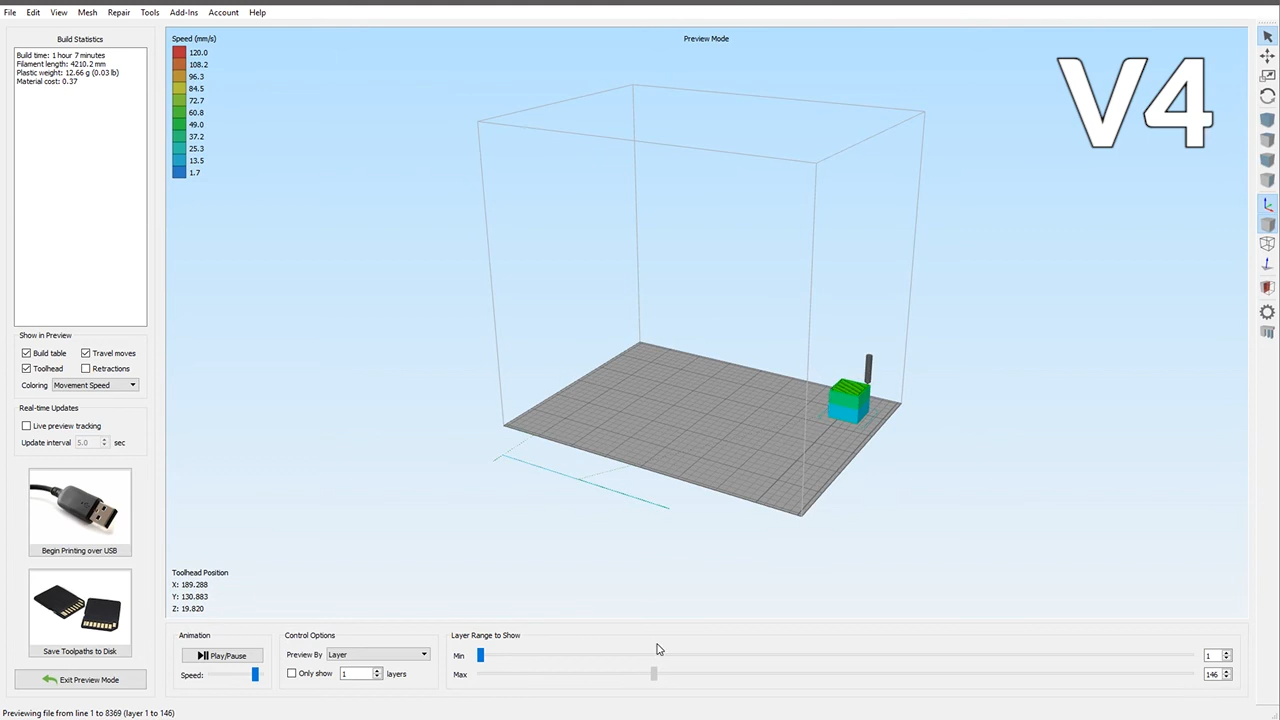 File Edit View Mesh Repair Tools Add-Ins Account Help
Build Statistics
Build time: 1 hour 7 minutes
Filament length: 4210.2 mm
Plastic weight: 12.66 g (0.03 lb)
Material cost: 0.37
Show in Preview
Build table
Travel moves
Toolhead
Retractions
Coloring Movement Speed
Real-time Updates
Live preview tracking
Update interval 5.0 sec
Begin Printing over USB
Save Toolpaths to Disk
Exit Preview Mode
Speed (mm/s)
120.0
108.2
96.3
84.5
72.7
60.8
49.0
37.2
25.3
13.5
1.7
Preview Mode
V4
Toolhead Position
X: 189.288
Y: 130.883
Z: 19.820
Animation
Play/Pause
Speed:
Control Options
Preview By Layer
Only show 1 layers
Layer Range to Show
Min 1
Max 146
Previewing file from line 1 to 8369 (layer 1 to 146)